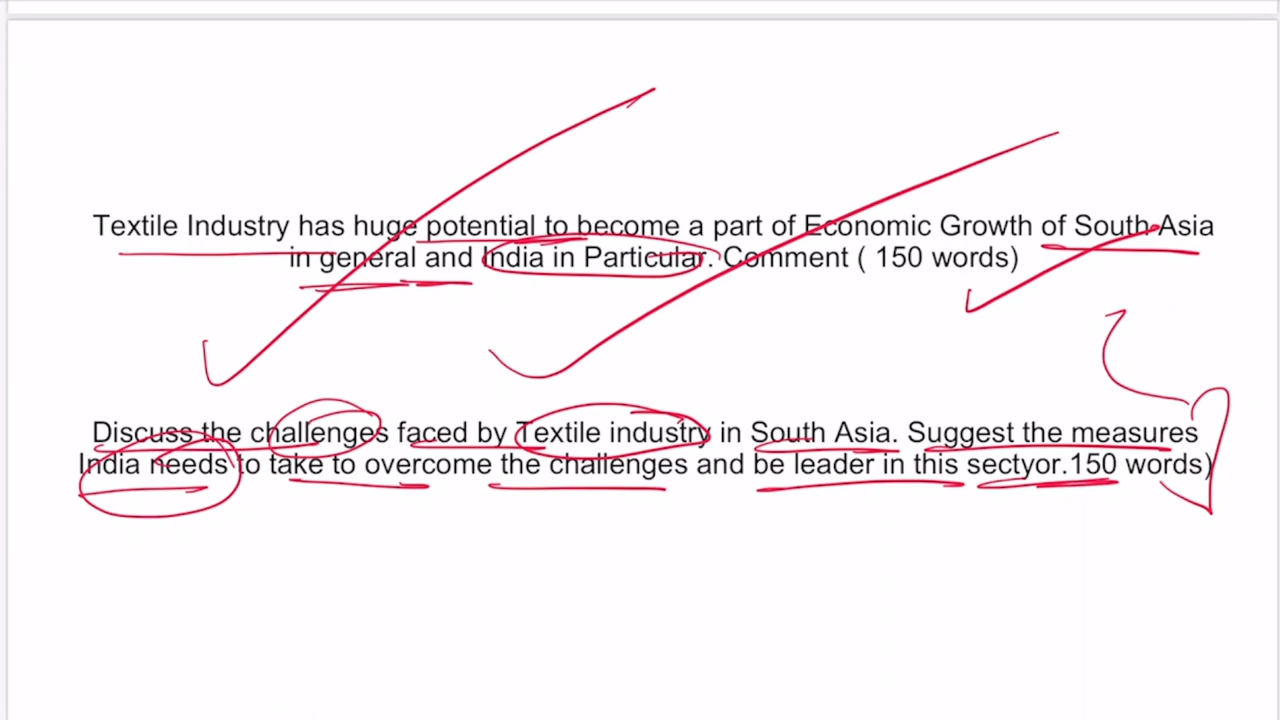 Textile Industry has huge potential to become a part of Economic Growth of South Asia
in general and India in Particular. Comment ( 150 words)
Discuss the challenges faced by Textile industry in South Asia. Suggest the measures
India needs to take to overcome the challenges and be leader in this sectyor.150 words)